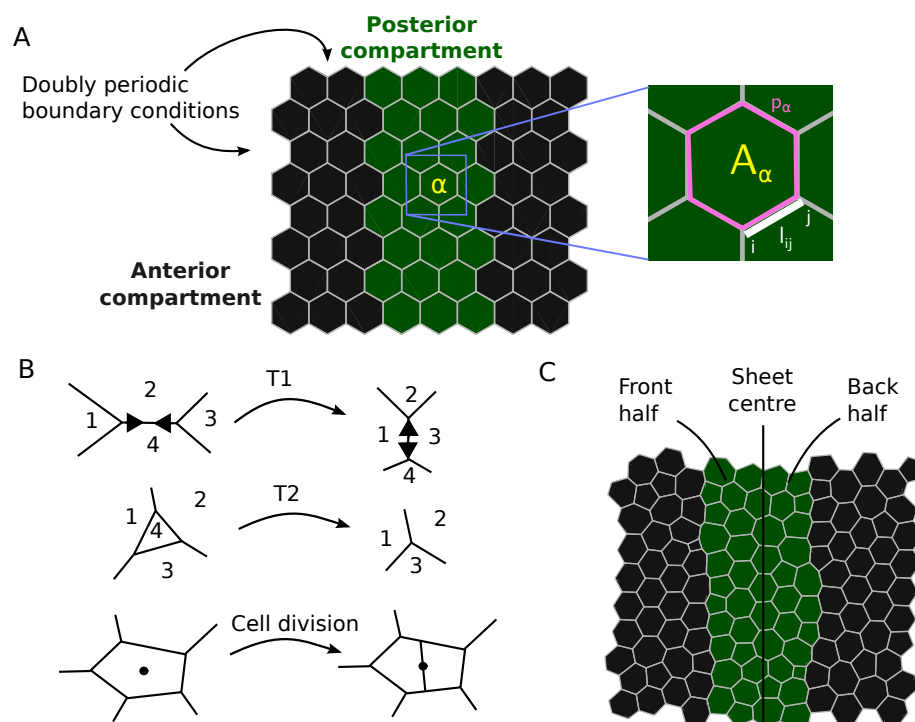 A
Posterior
compartment
Doubly periodic
boundary conditions
α
pα
Aα
j
i
lij
Anterior
compartment
B
2
1
3
4
T1
2
1
3
4
2
1
4
3
T2
2
1
3
Cell division
C
Front
half
Sheet
centre
Back
half